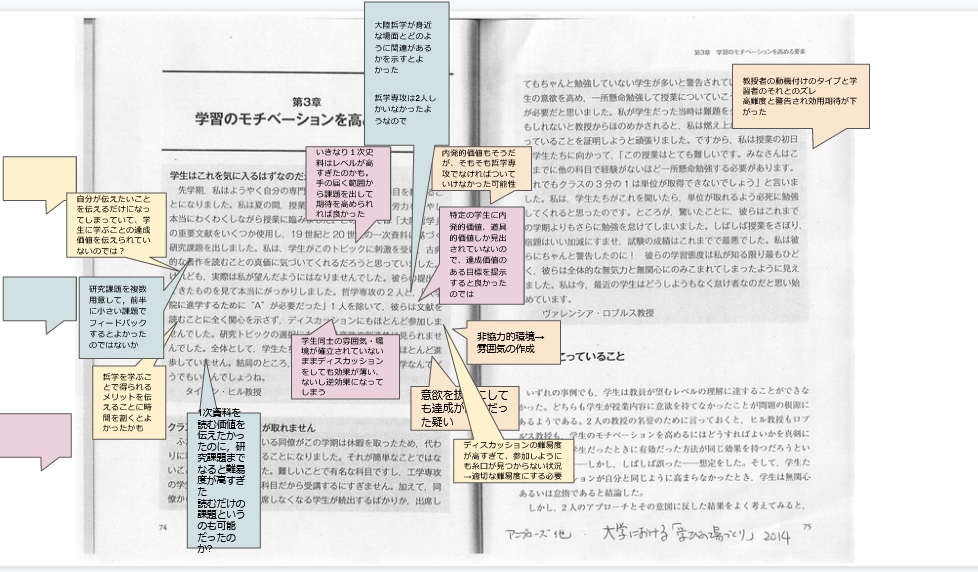 第3章
学習のモチベーションを高め
学生はこれを気に入るはずなのだ
先学期、私はようやく自分の専門
になりました。私は夏の間、授業
本当にわくわくしながら授業に臨み
の重要文献をいくつか使用し、19世紀と20世
研究課題を出しました。私は、学生がこのトピックに刺激を受
的な著作を読むことの真価に気づいてくれるだろうと思っていまし
けれども、実際は私が望んだようにはなりませんでした。彼らの提出
きたものを見て本当にがっかりしました。哲学専攻の2人と
院に進学するために“A”が必要だった」1人を除いて、彼らは文献を
読むことに全く関心を示さず、ディスカッションにもほとんど参加しま
せんでした。研究トピックの選択に
んでした。全体として、学生た
ほとんど進
歩していません。結局のところ、
うでもいいんでしょうね。
タイソン・ヒル教授
クラ
が取れません
いる同僚がこの学期は休暇を取ったため、代わ
ることになりました。それが簡単なことではな
した。難しいことで有名な科目ですし、工学専攻
の学
科目だから受講するにすぎません。加えて、同
僚か
席しなくなる学生が続出するばかりか、出席し
74
大陸哲学が身近
な場面とどのよ
うに関連がある
かを示すとよ
かった
哲学専攻は2人し
かいなかったよ
うなので
いきなり1次史
料はレベルが高
すぎたのかも。
手の届く範囲か
ら課題を出して
期待を高められ
れば良かった
内発的価値もそうだ
が、そもそも哲学専
攻でなければついて
いけなかった可能性
特定の学生に内
発的価値、道具
的価値しか見出
されていないの
で、達成価値の
ある目標を提示
すると良かった
のでは
自分が伝えたいこと
を伝えるだけになっ
てしまっていて、学
生に学ぶことの達成
価値を伝えられてい
ないのでは？
研究課題を複数
用意して，前半
に小さい課題で
フィードバック
するとよかった
のではないか
哲学を学ぶこ
とで得られる
メリットを伝
えることに時
間を割くとよ
かったかも
学生同士の雰囲気・環
境が確立されていない
ままディスカッション
をしても効果が薄い、
ないし逆効果になって
しまう
1次資料を
読む価値を
伝えたかっ
たのに，研
究課題まで
なると難易
度が高すぎ
た
読むだけの
課題という
のも可能
だったの
か？
非協力的環境→
雰囲気の作成
ディスカッションの難易度
が高すぎて、参加しように
も糸口が見つからない状況
→適切な難易度にする必要
教授者の動機付けのタイプと学
習者のそれとのズレ
高難度と警告され効用期待が下
がった
第3章 学習のモチベーションを高める要素
てもちゃんと勉強していない学生が多いと警告されてい
生の意欲を高め、一所懸命勉強して授業についていこ
が必要だと思いました。私が学生だった当時は難題を
もしれないと教授からほのめかされると、私は燃え上
っていることを証明しようと頑張りました。ですから、私は授業の初日
学生たちに向かって、「この授業はとても難しいです。みなさんはこ
までに他の科目で経験がないほど一所懸命勉強する必要があります。
れでもクラスの3分の1は単位が取得できないでしょう」と言いま
した。私は、学生たちがこれを聞いたら、単位が取れるよう必死に勉強
してくれると思ったのです。ところが、驚いたことに、彼らはこれまで
の学期よりもさらに勉強を怠けてしまいました。しばしば授業をさぼり、
宿題はいい加減にすませ、試験の成績はこれまでで最悪でした。私は彼
らにちゃんと警告したのに！　彼らの学習態度は私が知る限り最もひど
く、彼らは全体的な無気力と無関心にのみこまれてしまったように見え
ました。私は今、最近の学生はどうしようもなく怠け者なのだと思い始
めています。
ヴァレンシア・ロブルス教授
こっていること
いずれの事例でも、学生は教員が望むレベルの理解に達することができな
かった。どちらも学生が授業内容に意欲を持てなかったことが問題の根源に
あるようである。2人の教授の名誉のために言っておくと、ヒル教授もロブ
ルス教授も、学生のモチベーションを高めるにはどうすればよいかを真剣に
学生だったときに有効だった方法が同じ効果を持つだろうとい
――しかし、しばしば誤った――想定をした。そして、学生た
ションが自分と同じように高まらなかったとき、学生は無関心
あるいは怠惰であると結論した。
しかし、2人のアプローチとその意図に反した結果をよく考えてみると、
75
アンブローズ他．大学における「学びの場づくり」2014